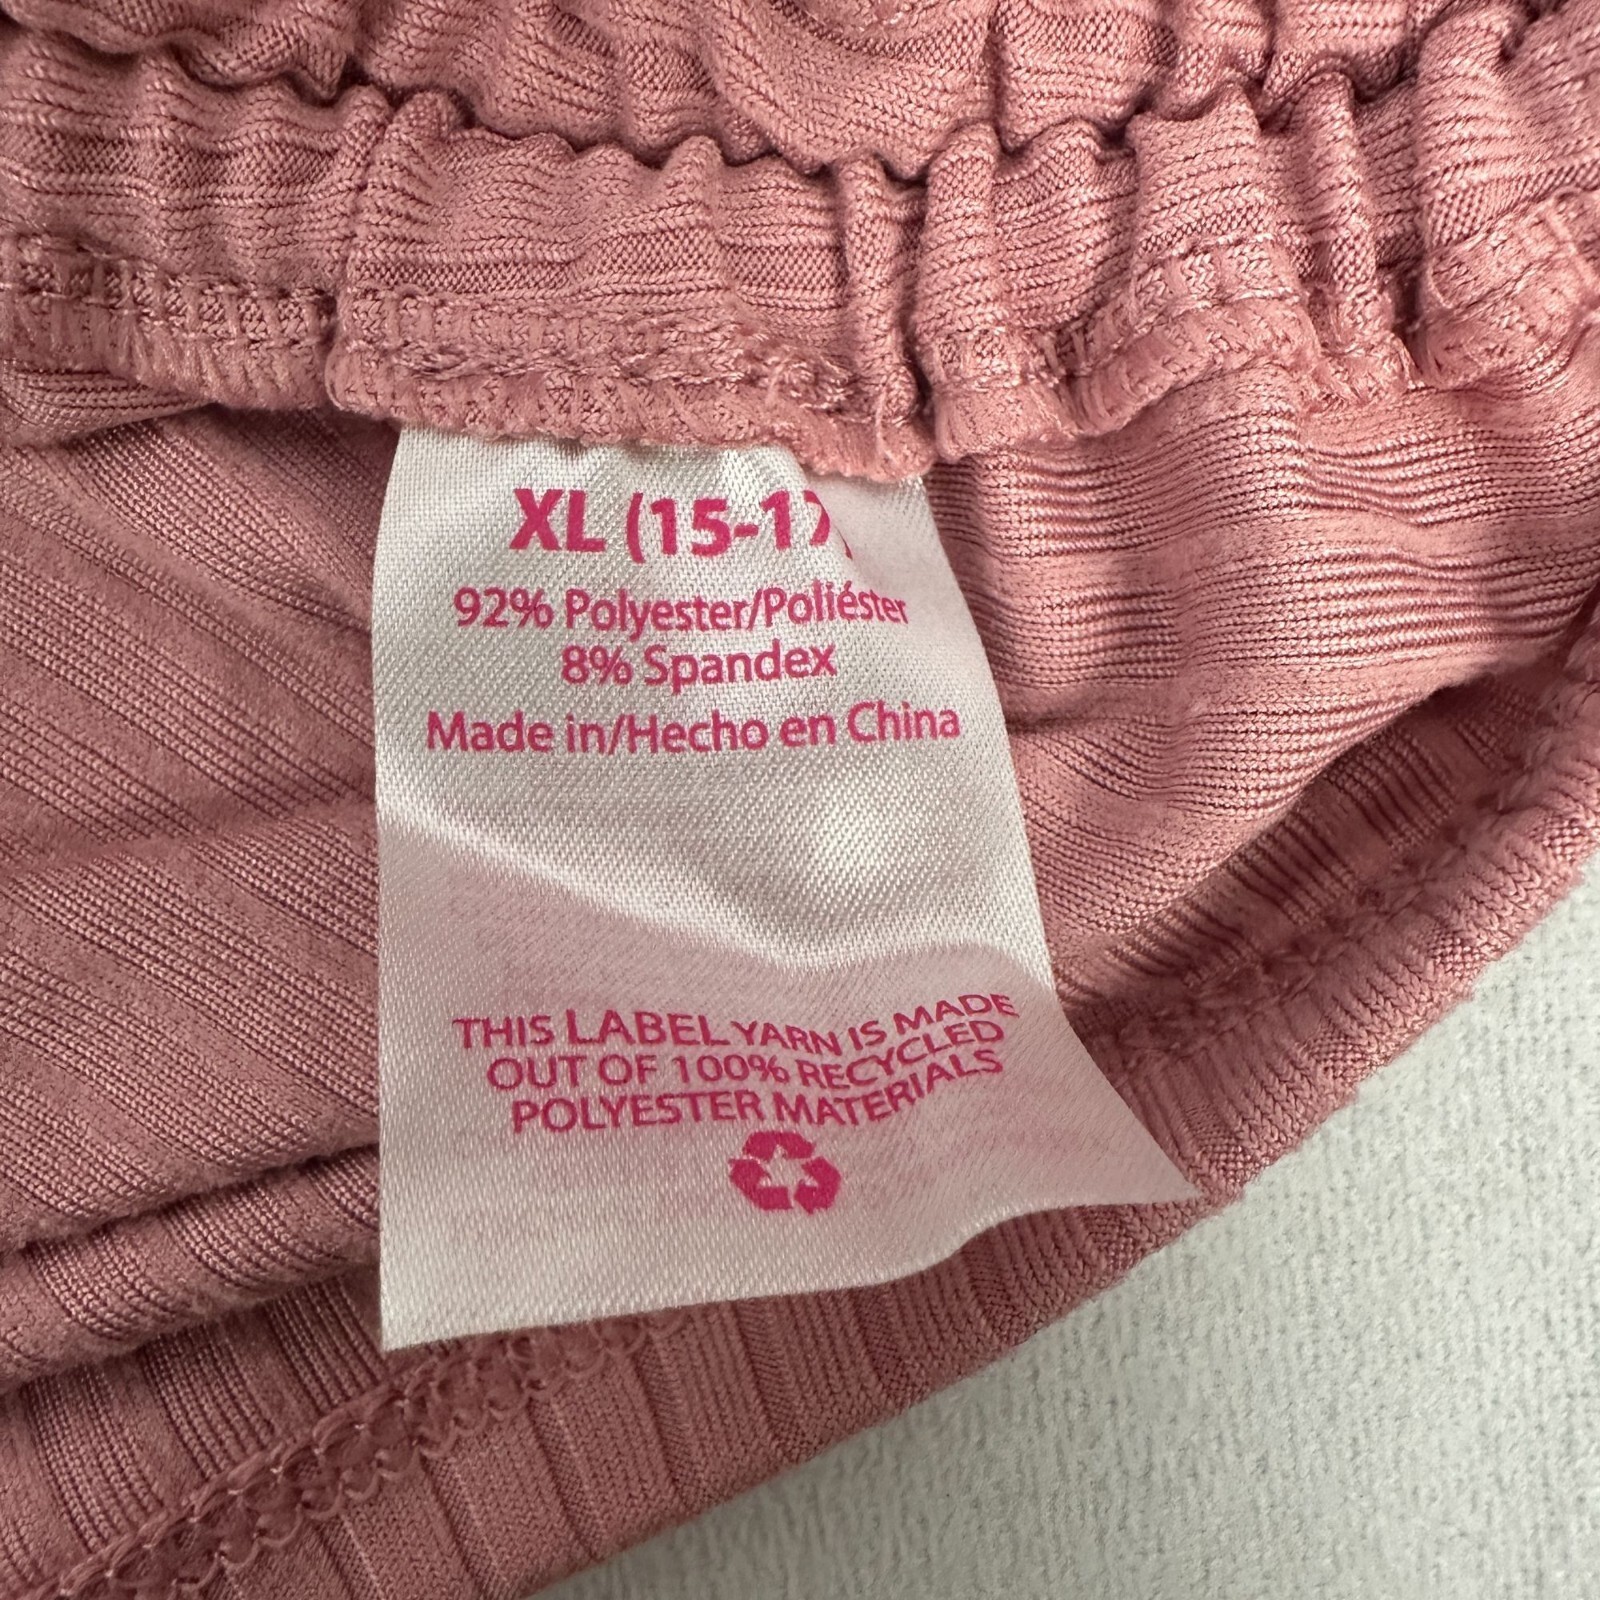 XL (15-17)
92% Polyester/Poliéster
8% Spandex
Made in/Hecho en China
THIS LABEL YARN IS MADE
OUT OF 100% RECYCLED
POLYESTER MATERIALS